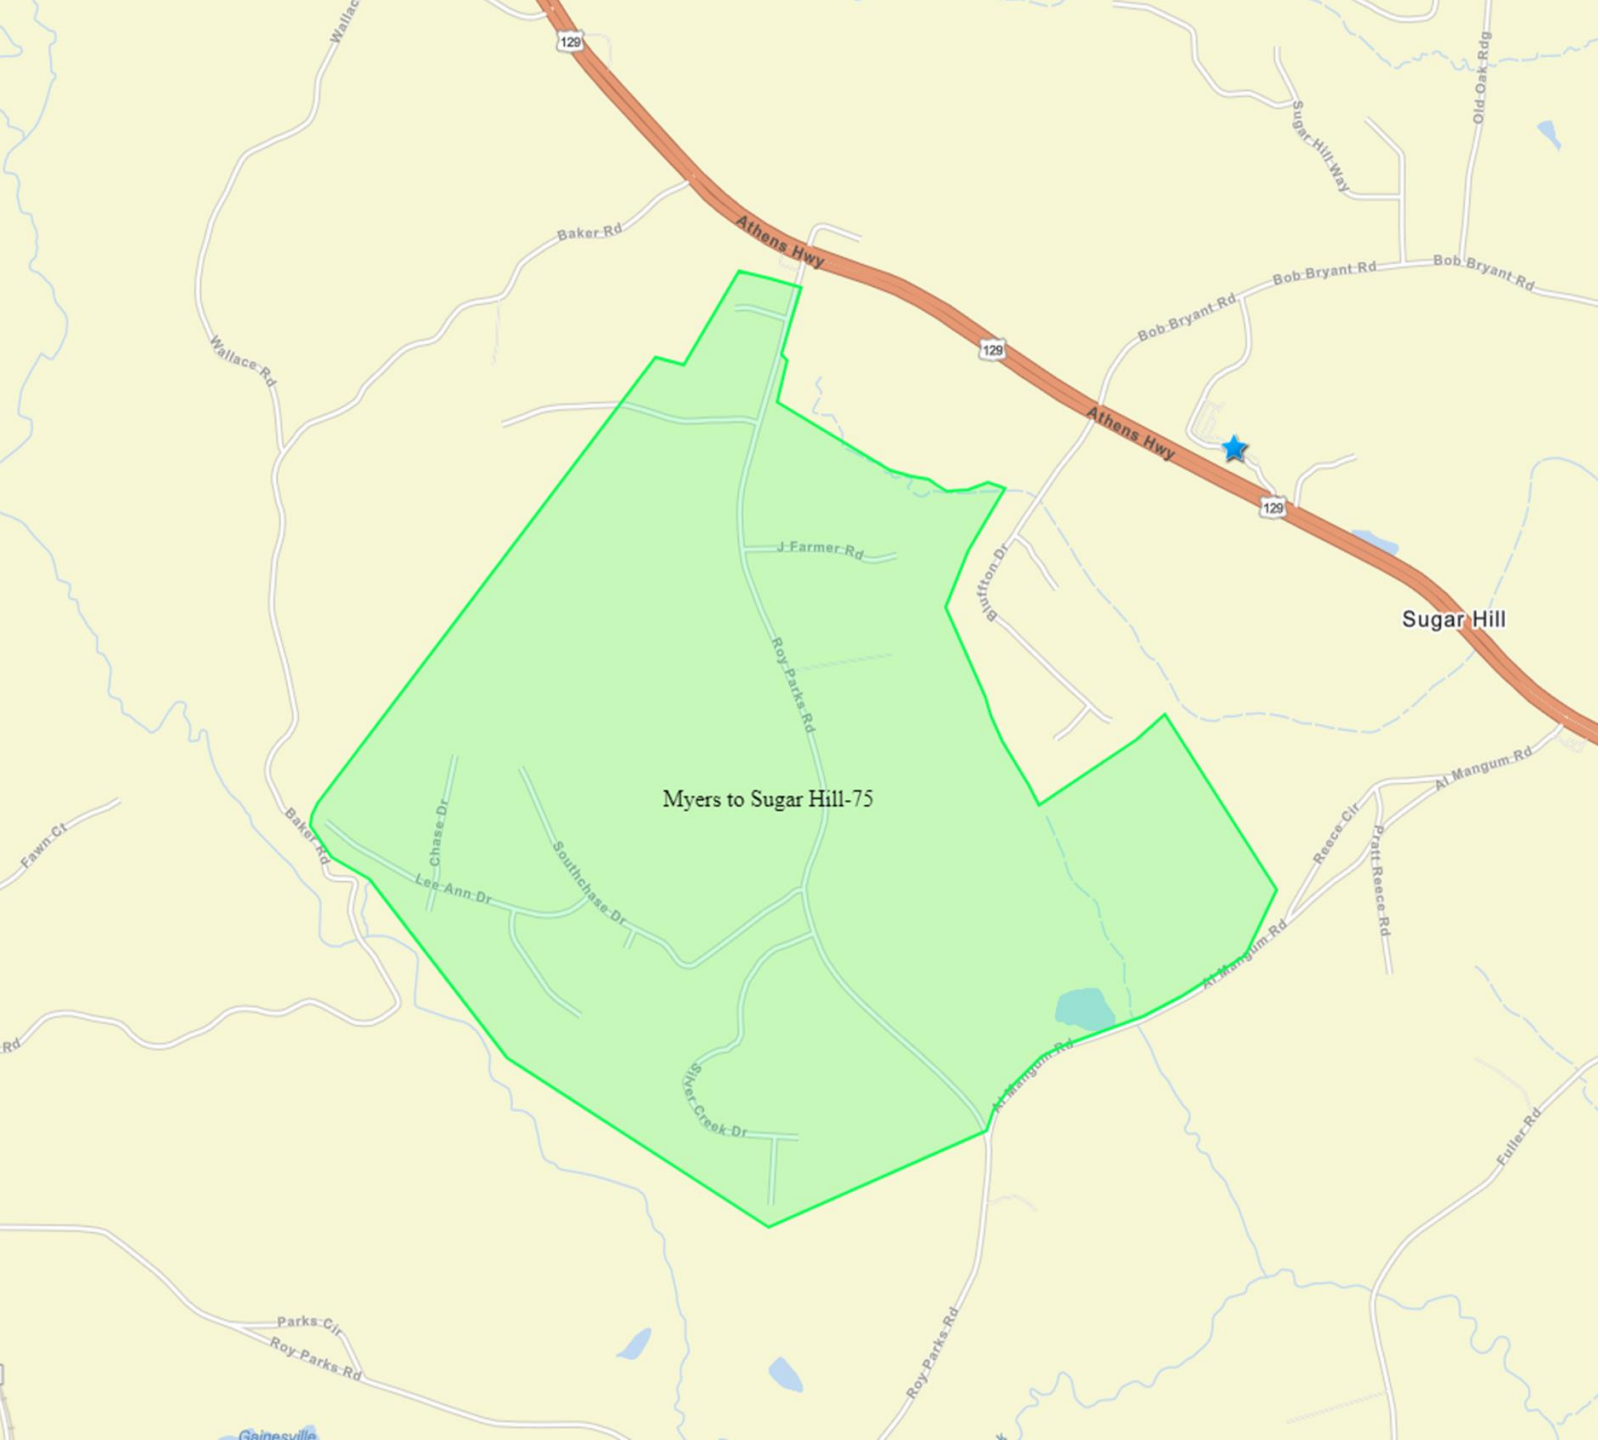 Wallac
129
Old Oak Rdg
Sugar Hill Way
Baker Rd
Athens Hwy
Bob Bryant Rd
Bob Bryant Rd
Bob Bryant Rd
Wallace Rd
129
Athens Hwy
129
J Farmer Rd
Bluffton Dr
Sugar Hill
Roy Parks Rd
Al Mangum Rd
Myers to Sugar Hill-75
Baker Rd
Chase Dr
Fawn Ct
Reece Cir
Pratt Reece Rd
Lee Ann Dr
Southchase Dr
Al Mangum Rd
Rd
Al Mangum Rd
Silver Creek Dr
Fuller Rd
Parks Cir
Roy Parks Rd
Roy Parks Rd
Gainesville